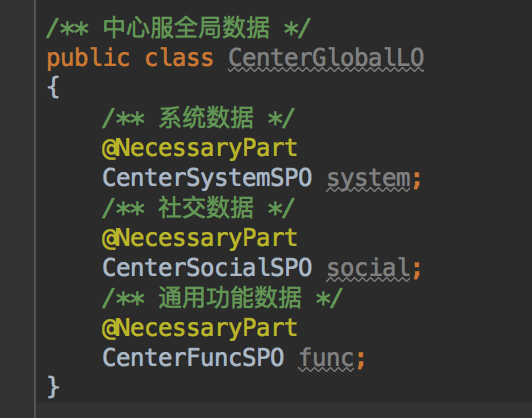 /** 中心服全局数据 */
public class CenterGlobalLO
{
/** 系统数据 */
@NecessaryPart
CenterSystemSPO system;
/** 社交数据 */
@NecessaryPart
CenterSocialSPO social;
/** 通用功能数据 */
@NecessaryPart
CenterFuncSPO func;
}